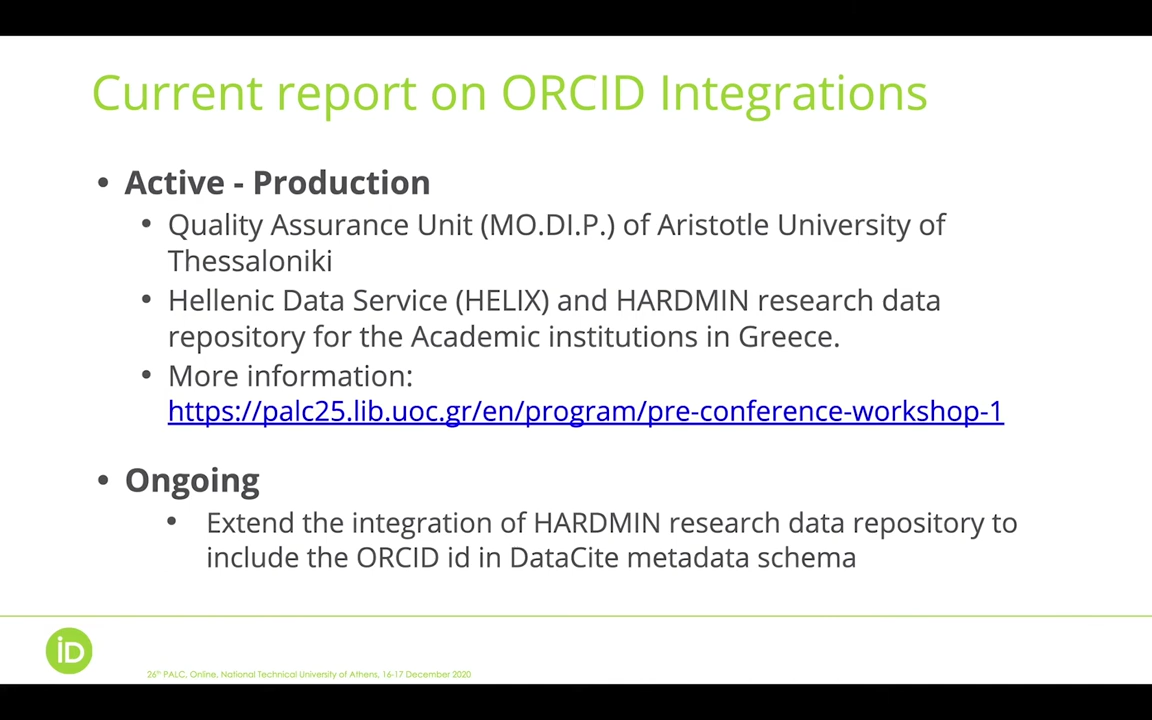 Current report on ORCID Integrations
• Active - Production
• Quality Assurance Unit (MO.DI.P.) of Aristotle University of
Thessaloniki
• Hellenic Data Service (HELIX) and HARDMIN research data
repository for the Academic institutions in Greece.
• More information:
https://palc25.lib.uoc.gr/en/program/pre-conference-workshop-1
• Ongoing
• Extend the integration of HARDMIN research data repository to
include the ORCID id in DataCite metadata schema
iD
26th PALC, Online, National Technical University of Athens, 16-17 December 2020